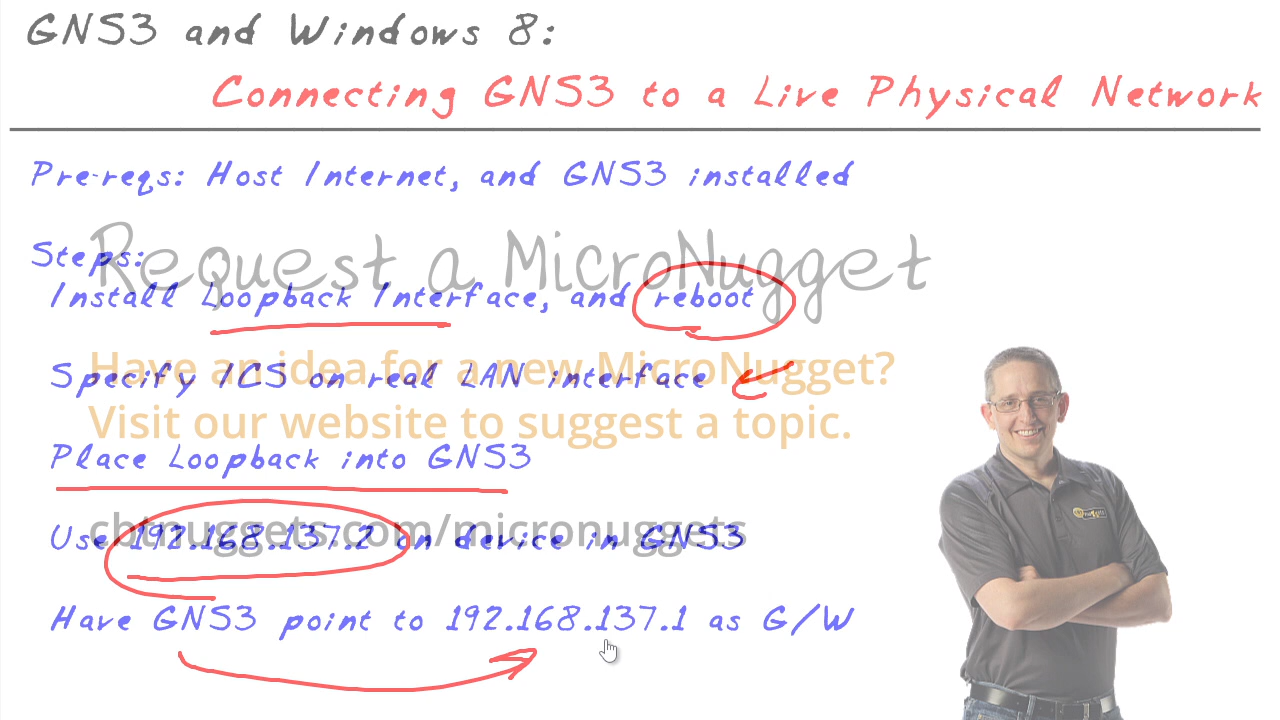 GNS3 and Windows 8:
Connecting GNS3 to a Live Physical Network
Pre-reqs: Host Internet, and GNS3 installed
Request a MicroNugget
Steps:
Install Loopback Interface, and reboot
Have an idea for a new MicroNugget?
Specify ICS on real LAN interface
Visit our website to suggest a topic.
Place Loopback into GNS3
cbtnuggets.com/micronuggets
Use 192.168.137.2 on device in GNS3
Have GNS3 point to 192.168.137.1 as G/W